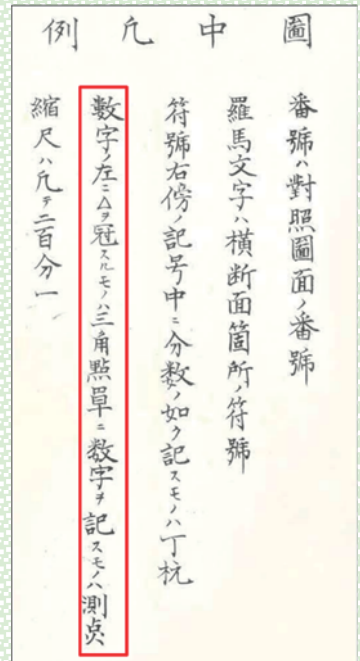 圖中凡例
番號ハ對照圖面ノ番號
羅馬文字ハ横断面箇所ノ符號
符號右傍ノ記号中ニ分数ノ如ク記スモノハ丁杭
數字ノ左ニ△ヲ冠スルモノハ三角㸃單ニ数字ヲ記スモノハ測点
縮尺ハ凡テ二百分一